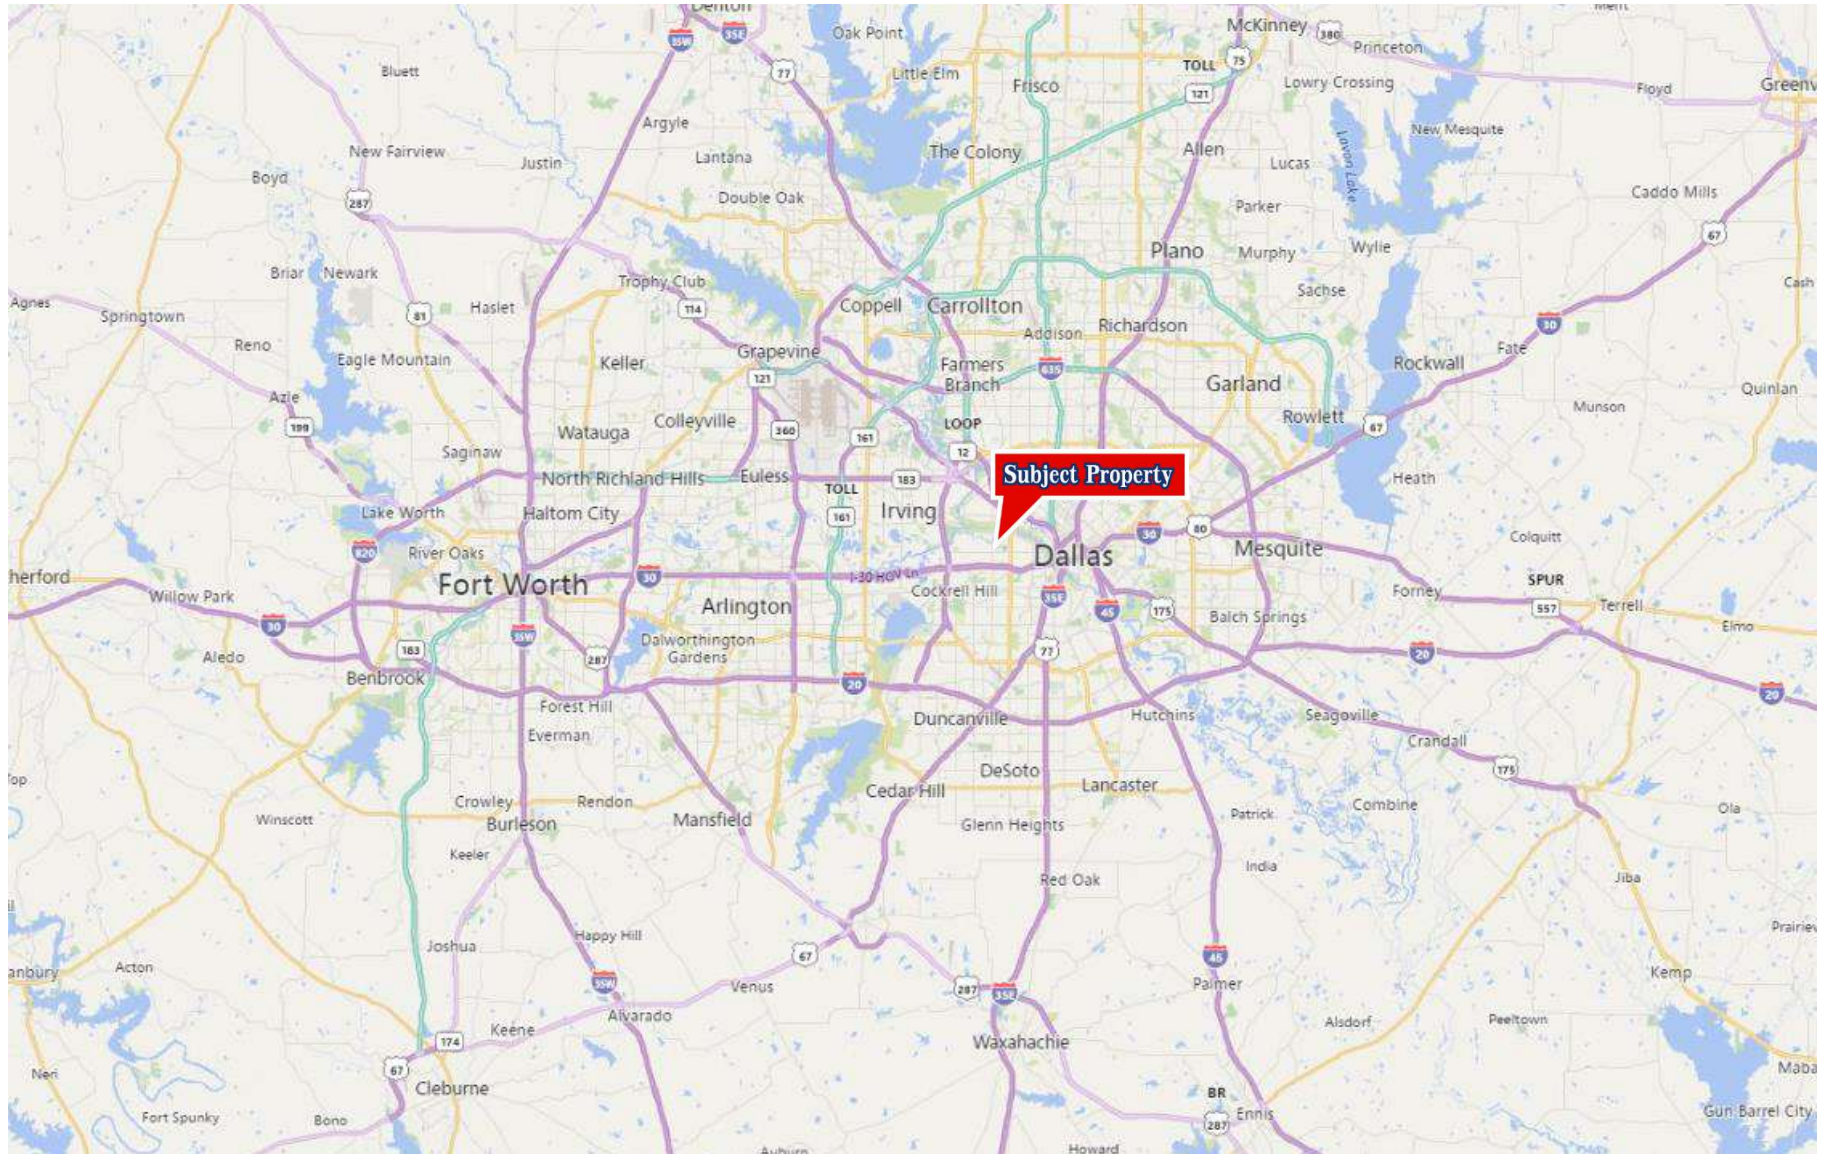 Denton
35W
35E
Oak Point
McKinney
380
Princeton
Merit
Bluett
77
Little Elm
Frisco
TOLL
75
Lowry Crossing
121
Floyd
Greenv
Argyle
New Mesquite
New Fairview
Justin
Lantana
The Colony
Allen
Lucas
Lavon Lake
Boyd
287
Double Oak
Parker
Caddo Mills
Plano
Murphy
Wylie
67
Briar
Newark
Trophy Club
Sachse
Cash
Agnes
Springtown
81
Haslet
114
Coppell
Carrollton
Addison
Richardson
30
Reno
Eagle Mountain
Keller
Grapevine
Farmers
Branch
635
Rockwall
Fate
121
Garland
Quinlan
Azle
199
Watauga
Colleyville
360
161
LOOP
12
Rowlett
67
Munson
Saginaw
North Richland Hills
Euless
183
Subject Property
Heath
TOLL
161
Lake Worth
Haltom City
Irving
80
30
Colquitt
820
River Oaks
Dallas
Mesquite
herford
Fort Worth
30
I-30 HOV Ln
Willow Park
Arlington
Cockrell Hill
35E
45
175
Forney
SPUR
557
Terrell
30
35W
Balch Springs
Elmo
183
Dalworthington
Gardens
287
77
Aledo
Benbrook
20
20
20
Forest Hill
Duncanville
Hutchins
Seagoville
Everman
Crandall
DeSoto
175
Cedar Hill
Lancaster
Crowley
Rendon
Combine
Ola
Winscott
Burleson
Mansfield
Glenn Heights
Patrick
Keeler
India
Red Oak
Jiba
Joshua
Happy Hill
67
45
Prairiev
anbury
Acton
35W
Venus
287
35E
Palmer
Kemp
Alvarado
Keene
174
Alsdorf
Peeltown
Waxahachie
67
Neri
Cleburne
Maba
BR
287
Ennis
Gun Barrel City
Fort Spunky
Bono
Auburn
Howard